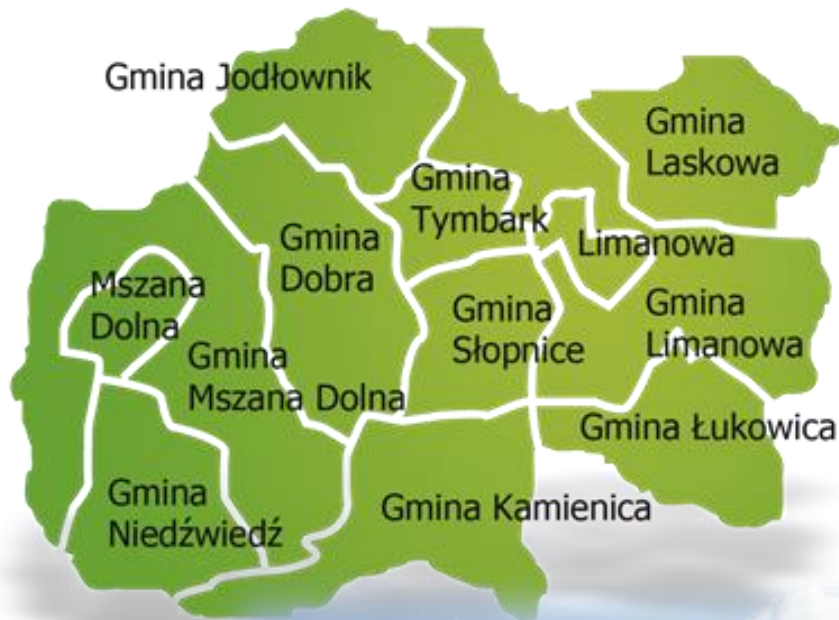 Gmina Jodłownik
Gmina
Laskowa
Gmina
Tymbark
Gmina
Dobra
Limanowa
Mszana
Dolna
Gmina
Słopnice
Gmina
Limanowa
Gmina
Mszana Dolna
Gmina Łukowica
Gmina
Niedźwiedź
Gmina Kamienica